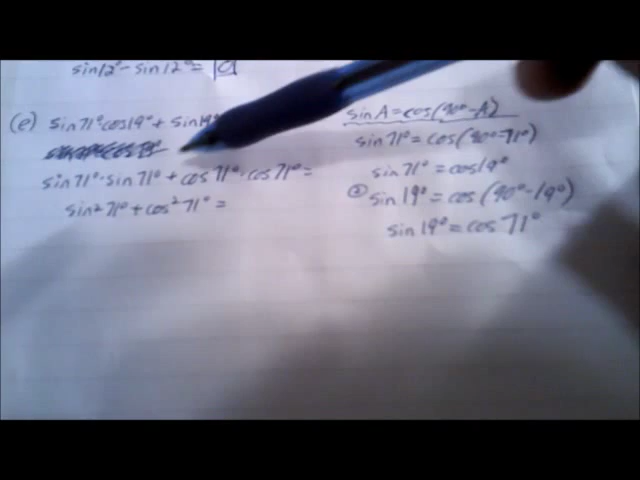 sin12° - sin12° = 0
(e) sin71°cos19° + sin19°
sin71°·sin71° + cos71°·cos71° =
sin²71° + cos²71° =
sinA = cos(90° - A)
sin71° = cos(90° - 71°)
sin71° = cos19°
② sin19° = cos(90° - 19°)
sin19° = cos71°